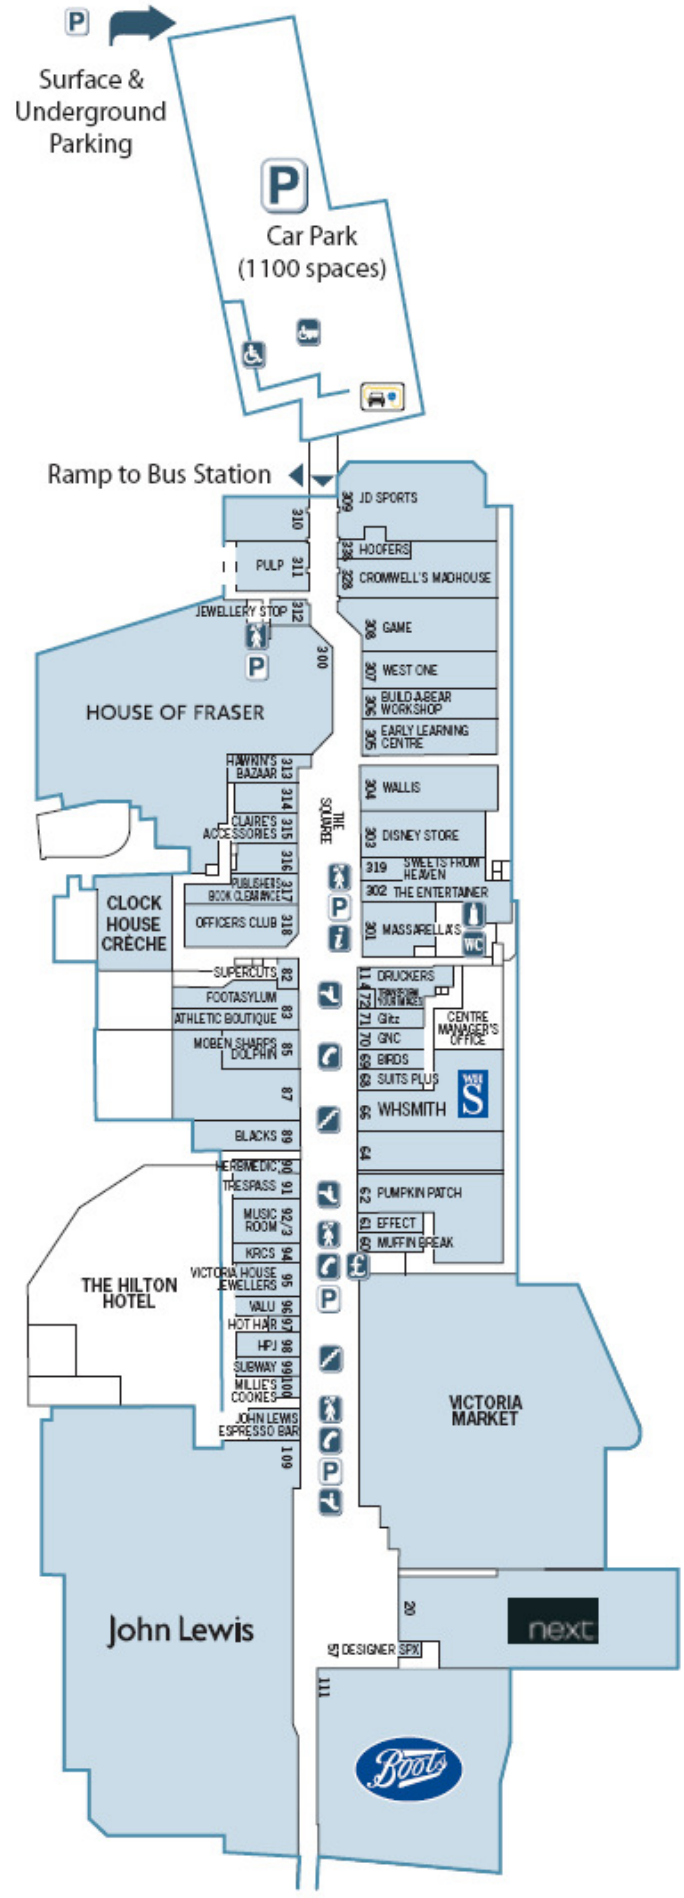 P
Surface &
Underground
Parking
P
Car Park
(1100 spaces)
Ramp to Bus Station
309 JD SPORTS
310
HOOFERS
PULP 311
328 CROMWELL'S MADHOUSE
JEWELLERY STOP 312
308 GAME
P
300
307 WEST ONE
HOUSE OF FRASER
306 BUILD-A-BEAR
WORKSHOP
305 EARLY LEARNING
CENTRE
HAWKIN'S
BAZAAR 313
304 WALLIS
314
THE
SQUARE
CLAIRE'S
ACCESSORIES 315
303 DISNEY STORE
316
319 SWEETS FROM
HEAVEN
PUBLISHERS
BOOK CLEARANCE 317
302 THE ENTERTAINER
P
CLOCK
HOUSE
CRÈCHE
OFFICERS CLUB 318
301 MASSARELLA'S
i
WC
SUPERCUTS 82
114 DRUCKERS
FOOTASYLUM
72 TRANSFORM
YOUR IMAGES
ATHLETIC BOUTIQUE 83
71 Glitz
CENTRE
MANAGER'S
OFFICE
MOBEN SHARPS
DOLPHIN 85
70 GNC
69 BIRDS
68 SUITS PLUS
87
66 WHSMITH
WH
S
BLACKS 89
64
HERBMEDIC 90
TRESPASS 91
62 PUMPKIN PATCH
MUSIC
ROOM 92/3
61 EFFECT
KRCS 94
60 MUFFIN BREAK
THE HILTON
HOTEL
VICTORIA HOUSE
JEWELLERS 95
£
VALU 96
P
HOT HAIR 97
HPJ 98
SUBWAY 99
MILLIE'S
COOKIES 100
VICTORIA
MARKET
JOHN LEWIS
ESPRESSO BAR
109
P
20
next
John Lewis
57 DESIGNER SPX
111
Boots